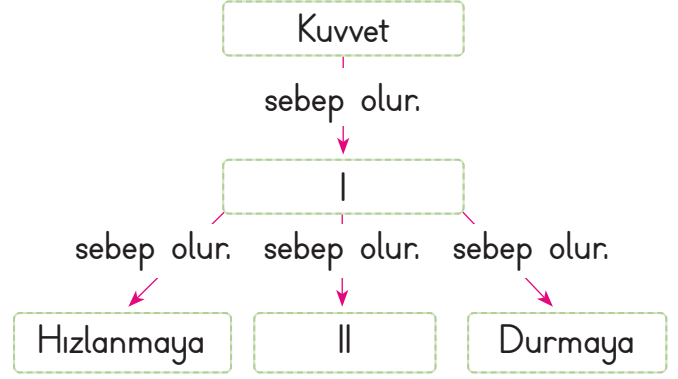 Kuvvet
sebep olur.
I
sebep olur. sebep olur. sebep olur.
Hızlanmaya II Durmaya